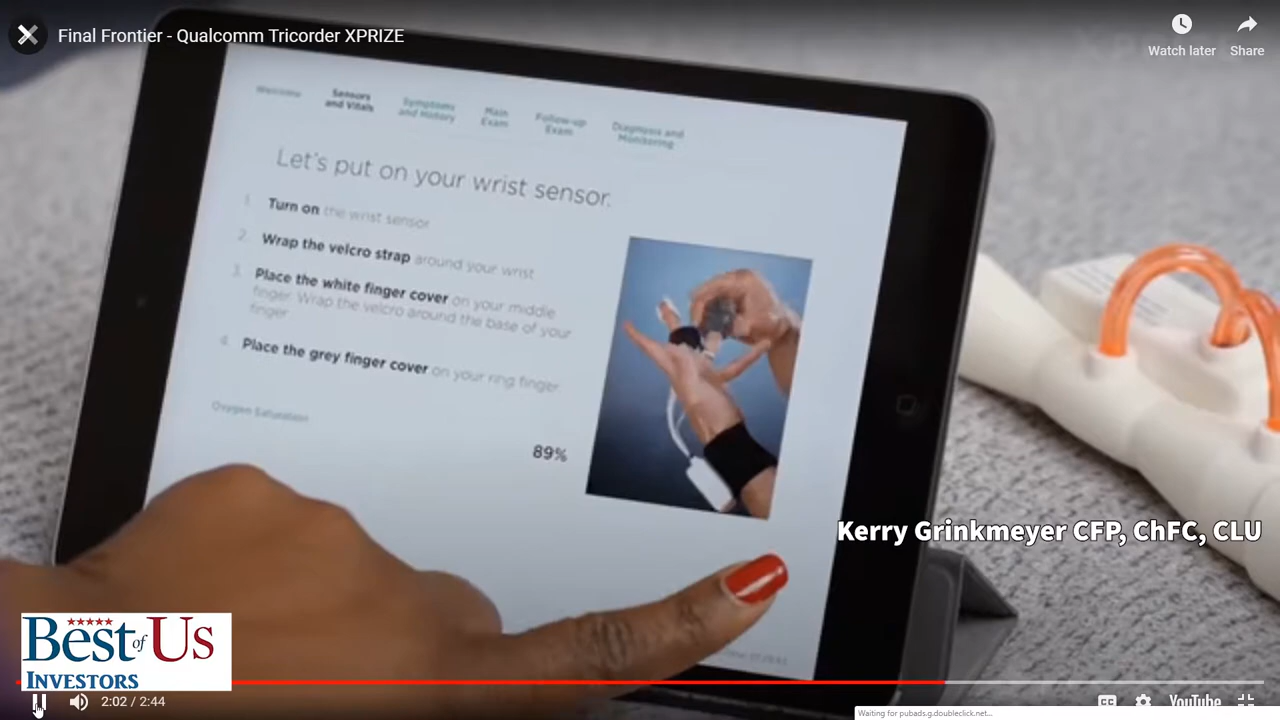 Final Frontier - Qualcomm Tricorder XPRIZE
Watch later
Share
Welcome
Sensors
and Vitals
Symptoms
and History
Main
Exam
Follow-up
Exam
Diagnosis and
Monitoring
Let's put on your wrist sensor.
1. Turn on the wrist sensor
2. Wrap the velcro strap around your wrist
3. Place the white finger cover on your middle
finger. Wrap the velcro around the base of your
finger
4. Place the grey finger cover on your ring finger
Oxygen Saturation
89%
Kerry Grinkmeyer CFP, ChFC, CLU
Best of Us
Investors
2:02 / 2:44
CC
YouTube
Waiting for pubads.g.doubleclick.net...